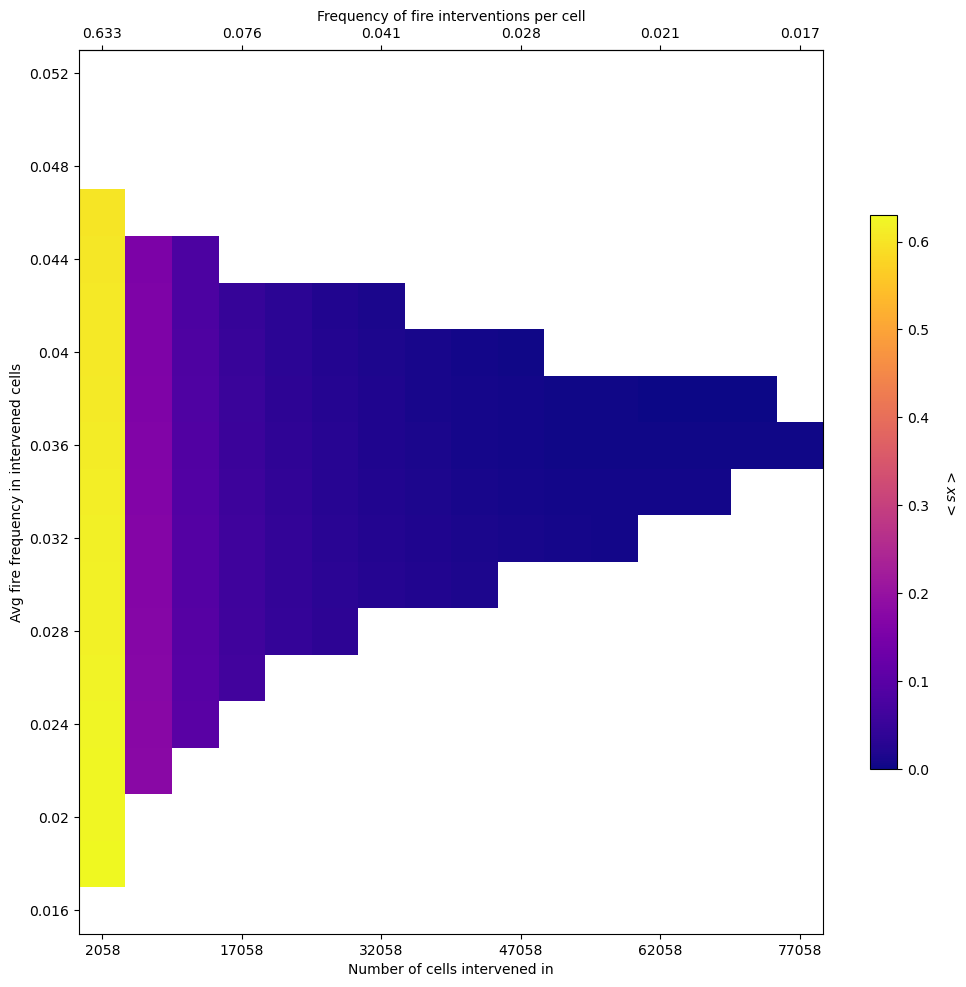 Frequency of fire interventions per cell
0.633 0.076 0.041 0.028 0.021 0.017
0.052
0.048
0.044
0.04
0.036
0.032
0.028
0.024
0.02
0.016
Avg fire frequency in intervened cells
2058 17058 32058 47058 62058 77058
Number of cells intervened in
0.6
0.5
0.4
0.3
0.2
0.1
0.0
< sx >